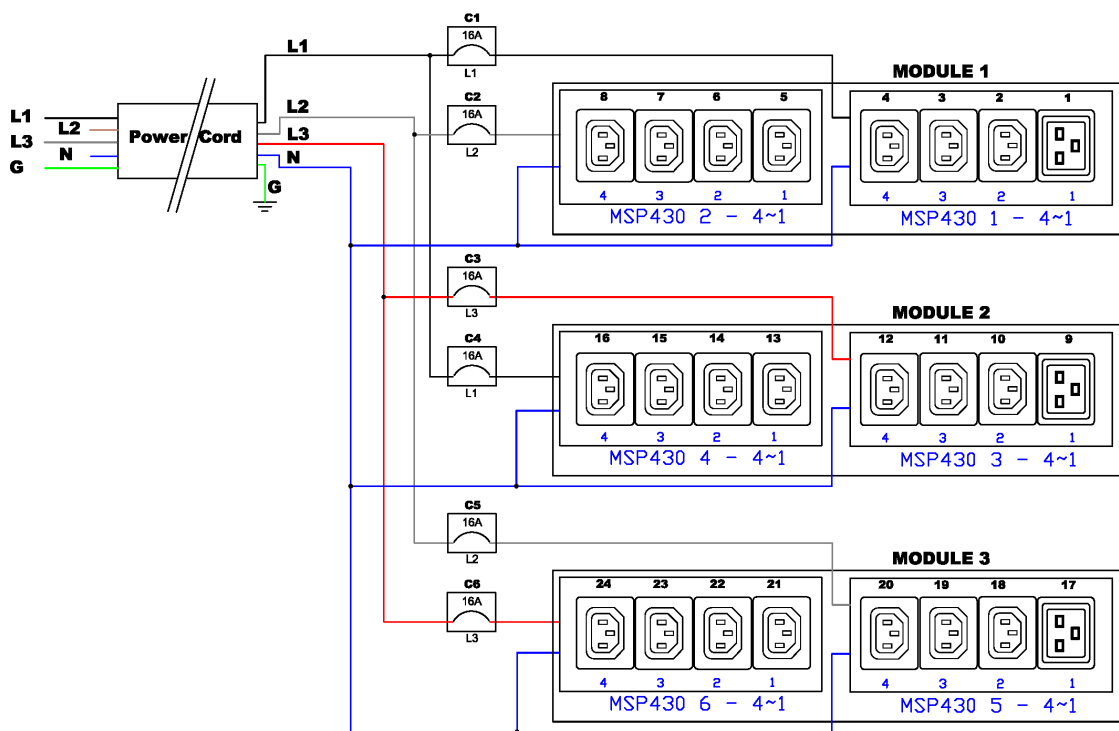 L1
L2
L3
N
G
Power Cord
L1
L2
L3
N
G
C1
16A
L1
C2
16A
L2
MODULE 1
8 7 6 5
4 3 2 1
MSP430 2 - 4~1
4 3 2 1
4 3 2 1
MSP430 1 - 4~1
C3
16A
L3
C4
16A
L1
MODULE 2
16 15 14 13
4 3 2 1
MSP430 4 - 4~1
12 11 10 9
4 3 2 1
MSP430 3 - 4~1
C5
16A
L2
C6
16A
L3
MODULE 3
24 23 22 21
4 3 2 1
MSP430 6 - 4~1
20 19 18 17
4 3 2 1
MSP430 5 - 4~1